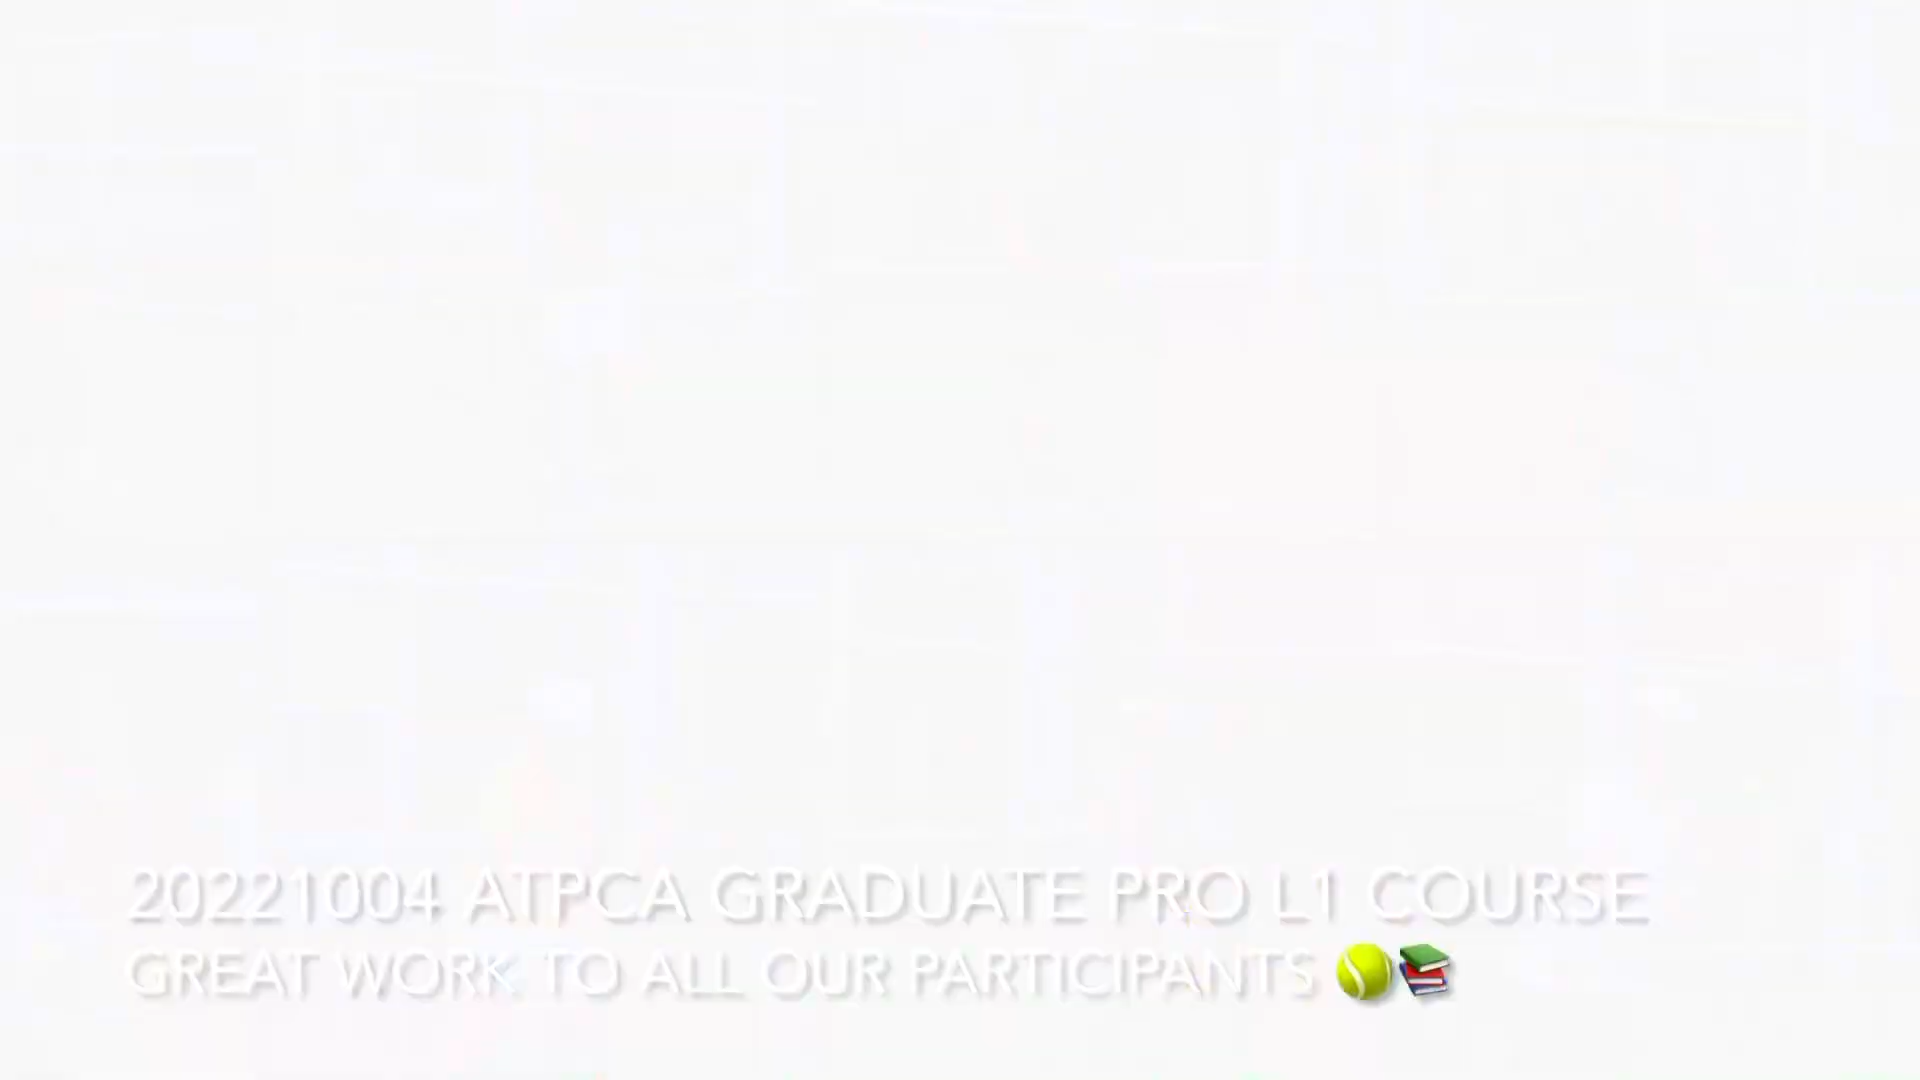 20221004 ATPCA GRADUATE PRO L1 COURSE
GREAT WORK TO ALL OUR PARTICIPANTS 🎾📚